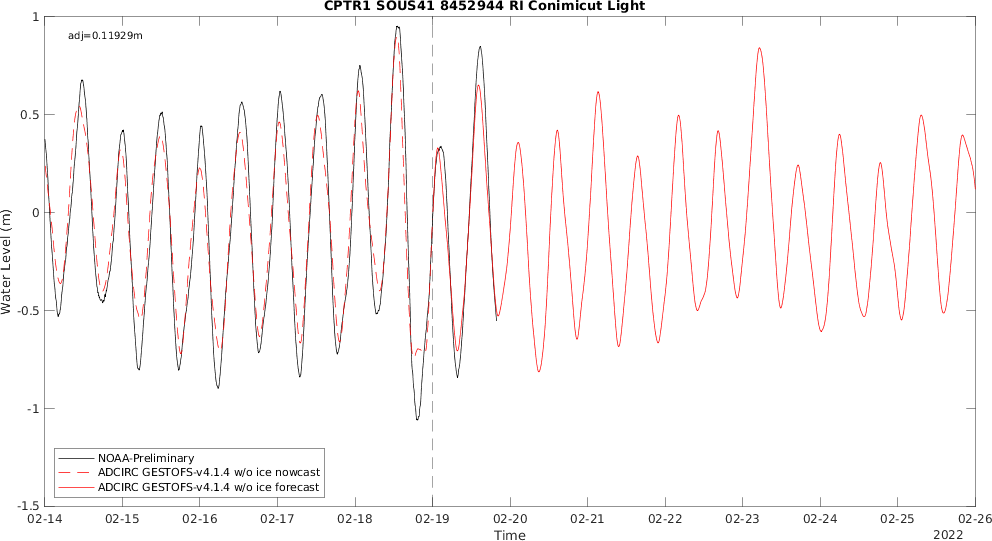 CPTR1 SOUS41 8452944 RI Conimicut Light
adj=0.11929m
1
0.5
0
-0.5
-1
-1.5
Water Level (m)
NOAA-Preliminary
ADCIRC GESTOFS-v4.1.4 w/o ice nowcast
ADCIRC GESTOFS-v4.1.4 w/o ice forecast
02-14 02-15 02-16 02-17 02-18 02-19 02-20 02-21 02-22 02-23 02-24 02-25 02-26
Time
2022